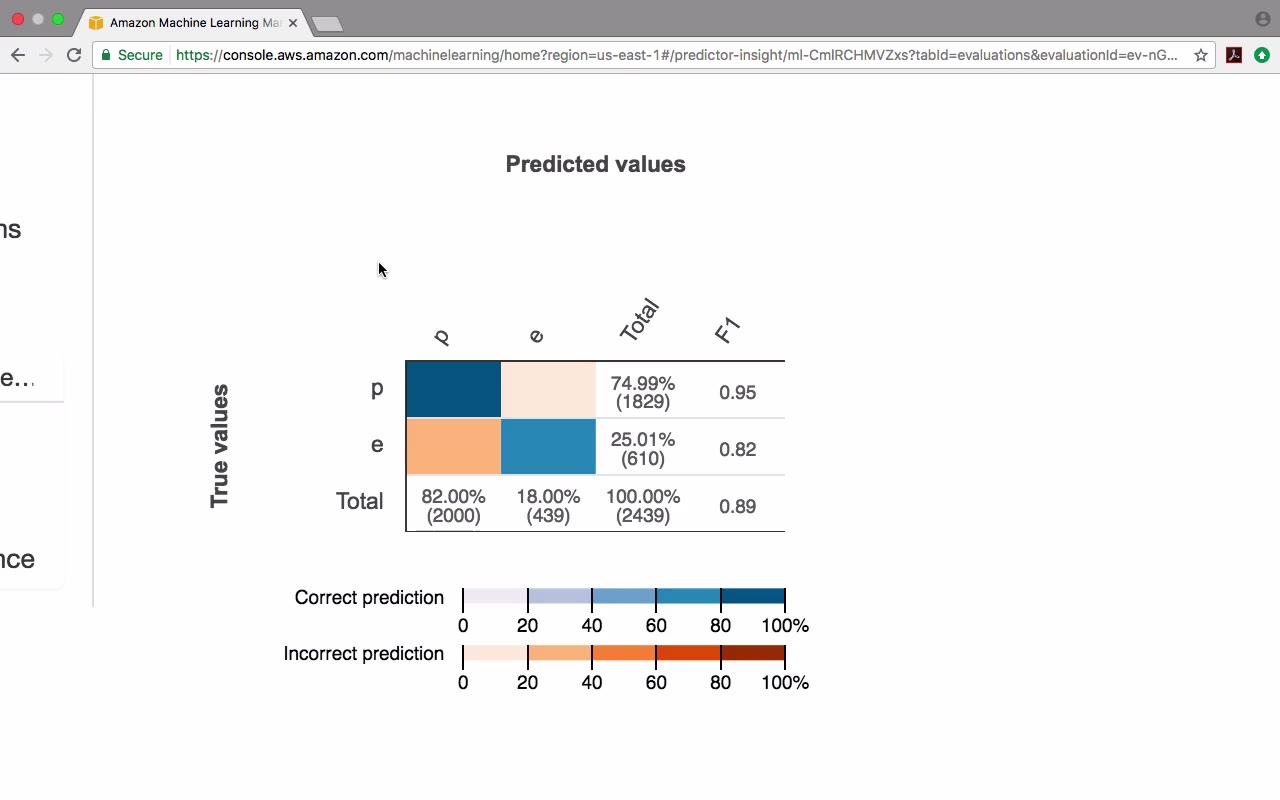 Amazon Machine Learning Ma
Secure https://console.aws.amazon.com/machinelearning/home?region=us-east-1#/predictor-insight/ml-CmlRCHMVZxs?tabId=evaluations&evaluationId=ev-nG...
Predicted values
ns
e...
nce
True values
p e Total F1
p 74.99% (1829) 0.95
e 25.01% (610) 0.82
Total 82.00% (2000) 18.00% (439) 100.00% (2439) 0.89
Correct prediction
0 20 40 60 80 100%
Incorrect prediction
0 20 40 60 80 100%